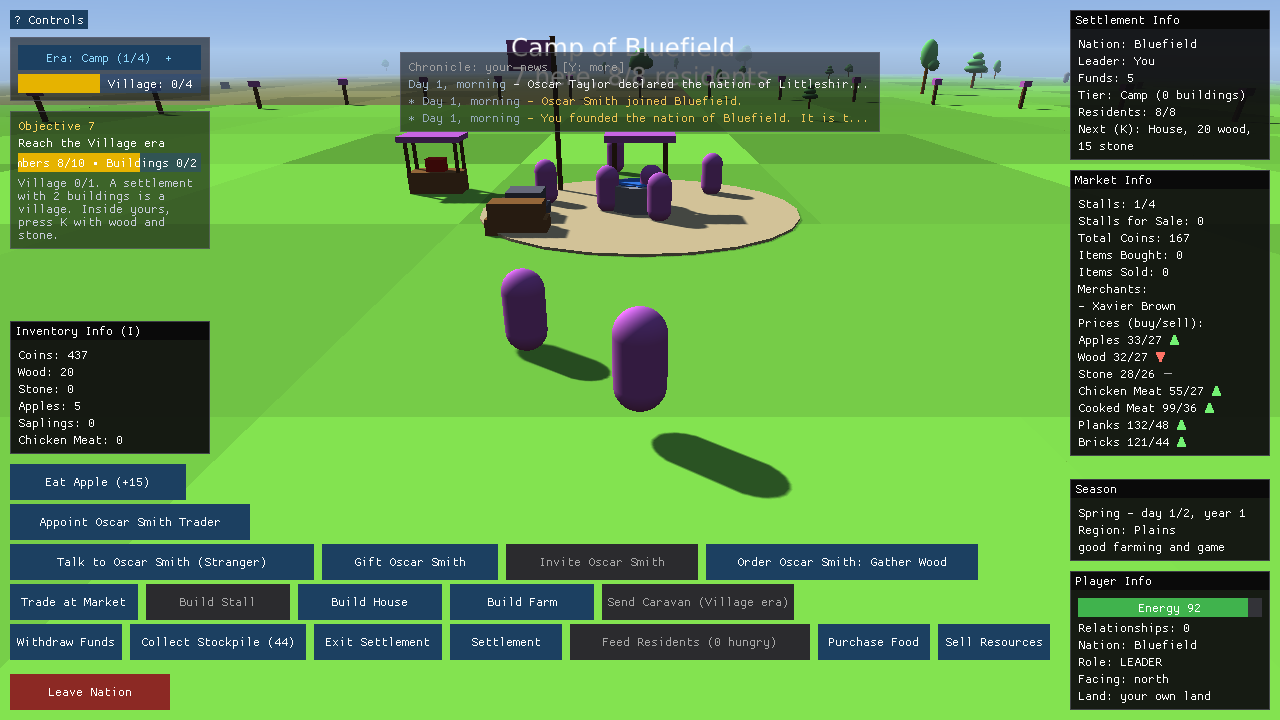 ? Controls
Era: Camp (1/4)  +
Village: 0/4
Objective 7
Reach the Village era
mbers 8/10 • Buildings 0/2
Village 0/1. A settlement
with 2 buildings is a
village. Inside yours,
press K with wood and
stone.
Camp of Bluefield
Chronicle: your news  [Y: more]
Day 1, morning – Oscar Taylor declared the nation of Littleshir...
* Day 1, morning – Oscar Smith joined Bluefield.
* Day 1, morning – You founded the nation of Bluefield. It is t...
Settlement Info
Nation: Bluefield
Leader: You
Funds: 5
Tier: Camp (0 buildings)
Residents: 8/8
Next (K): House, 20 wood,
15 stone
Market Info
Stalls: 1/4
Stalls for Sale: 0
Total Coins: 167
Items Bought: 0
Items Sold: 0
Merchants:
- Xavier Brown
Prices (buy/sell):
Apples 33/27
Wood 32/27
Stone 28/26
Chicken Meat 55/27
Cooked Meat 99/36
Planks 132/48
Bricks 121/44
Season
Spring – day 1/2, year 1
Region: Plains
good farming and game
Player Info
Energy 92
Relationships: 0
Nation: Bluefield
Role: LEADER
Facing: north
Land: your own land
Inventory Info (I)
Coins: 437
Wood: 20
Stone: 0
Apples: 5
Saplings: 0
Chicken Meat: 0
Eat Apple (+15)
Appoint Oscar Smith Trader
Talk to Oscar Smith (Stranger)
Gift Oscar Smith
Invite Oscar Smith
Order Oscar Smith: Gather Wood
Trade at Market
Build Stall
Build House
Build Farm
Send Caravan (Village era)
Withdraw Funds
Collect Stockpile (44)
Exit Settlement
Settlement
Feed Residents (0 hungry)
Purchase Food
Sell Resources
Leave Nation